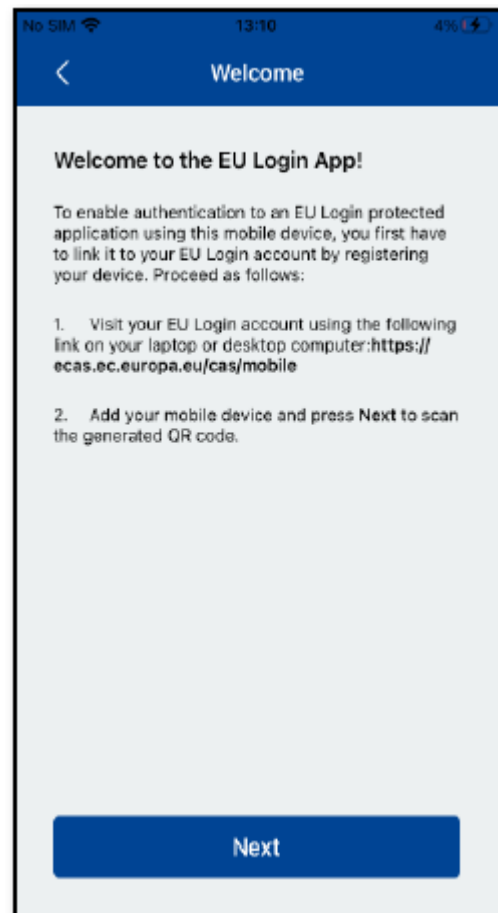 No SIM 13:10 4%
Welcome
Welcome to the EU Login App!
To enable authentication to an EU Login protected
application using this mobile device, you first have
to link it to your EU Login account by registering
your device. Proceed as follows:
1. Visit your EU Login account using the following
link on your laptop or desktop computer:https://
ecas.ec.europa.eu/cas/mobile
2. Add your mobile device and press Next to scan
the generated QR code.
Next